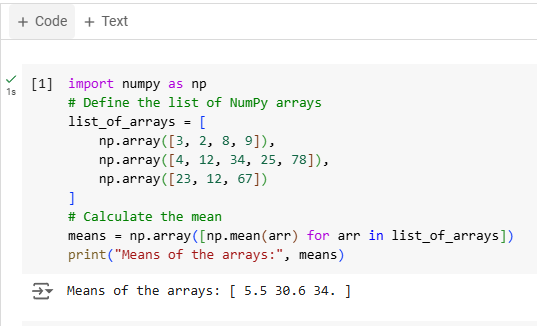 + Code + Text
[1] import numpy as np
1s
# Define the list of NumPy arrays
list_of_arrays = [
np.array([3, 2, 8, 9]),
np.array([4, 12, 34, 25, 78]),
np.array([23, 12, 67])
]
# Calculate the mean
means = np.array([np.mean(arr) for arr in list_of_arrays])
print("Means of the arrays:", means)
Means of the arrays: [ 5.5 30.6 34. ]